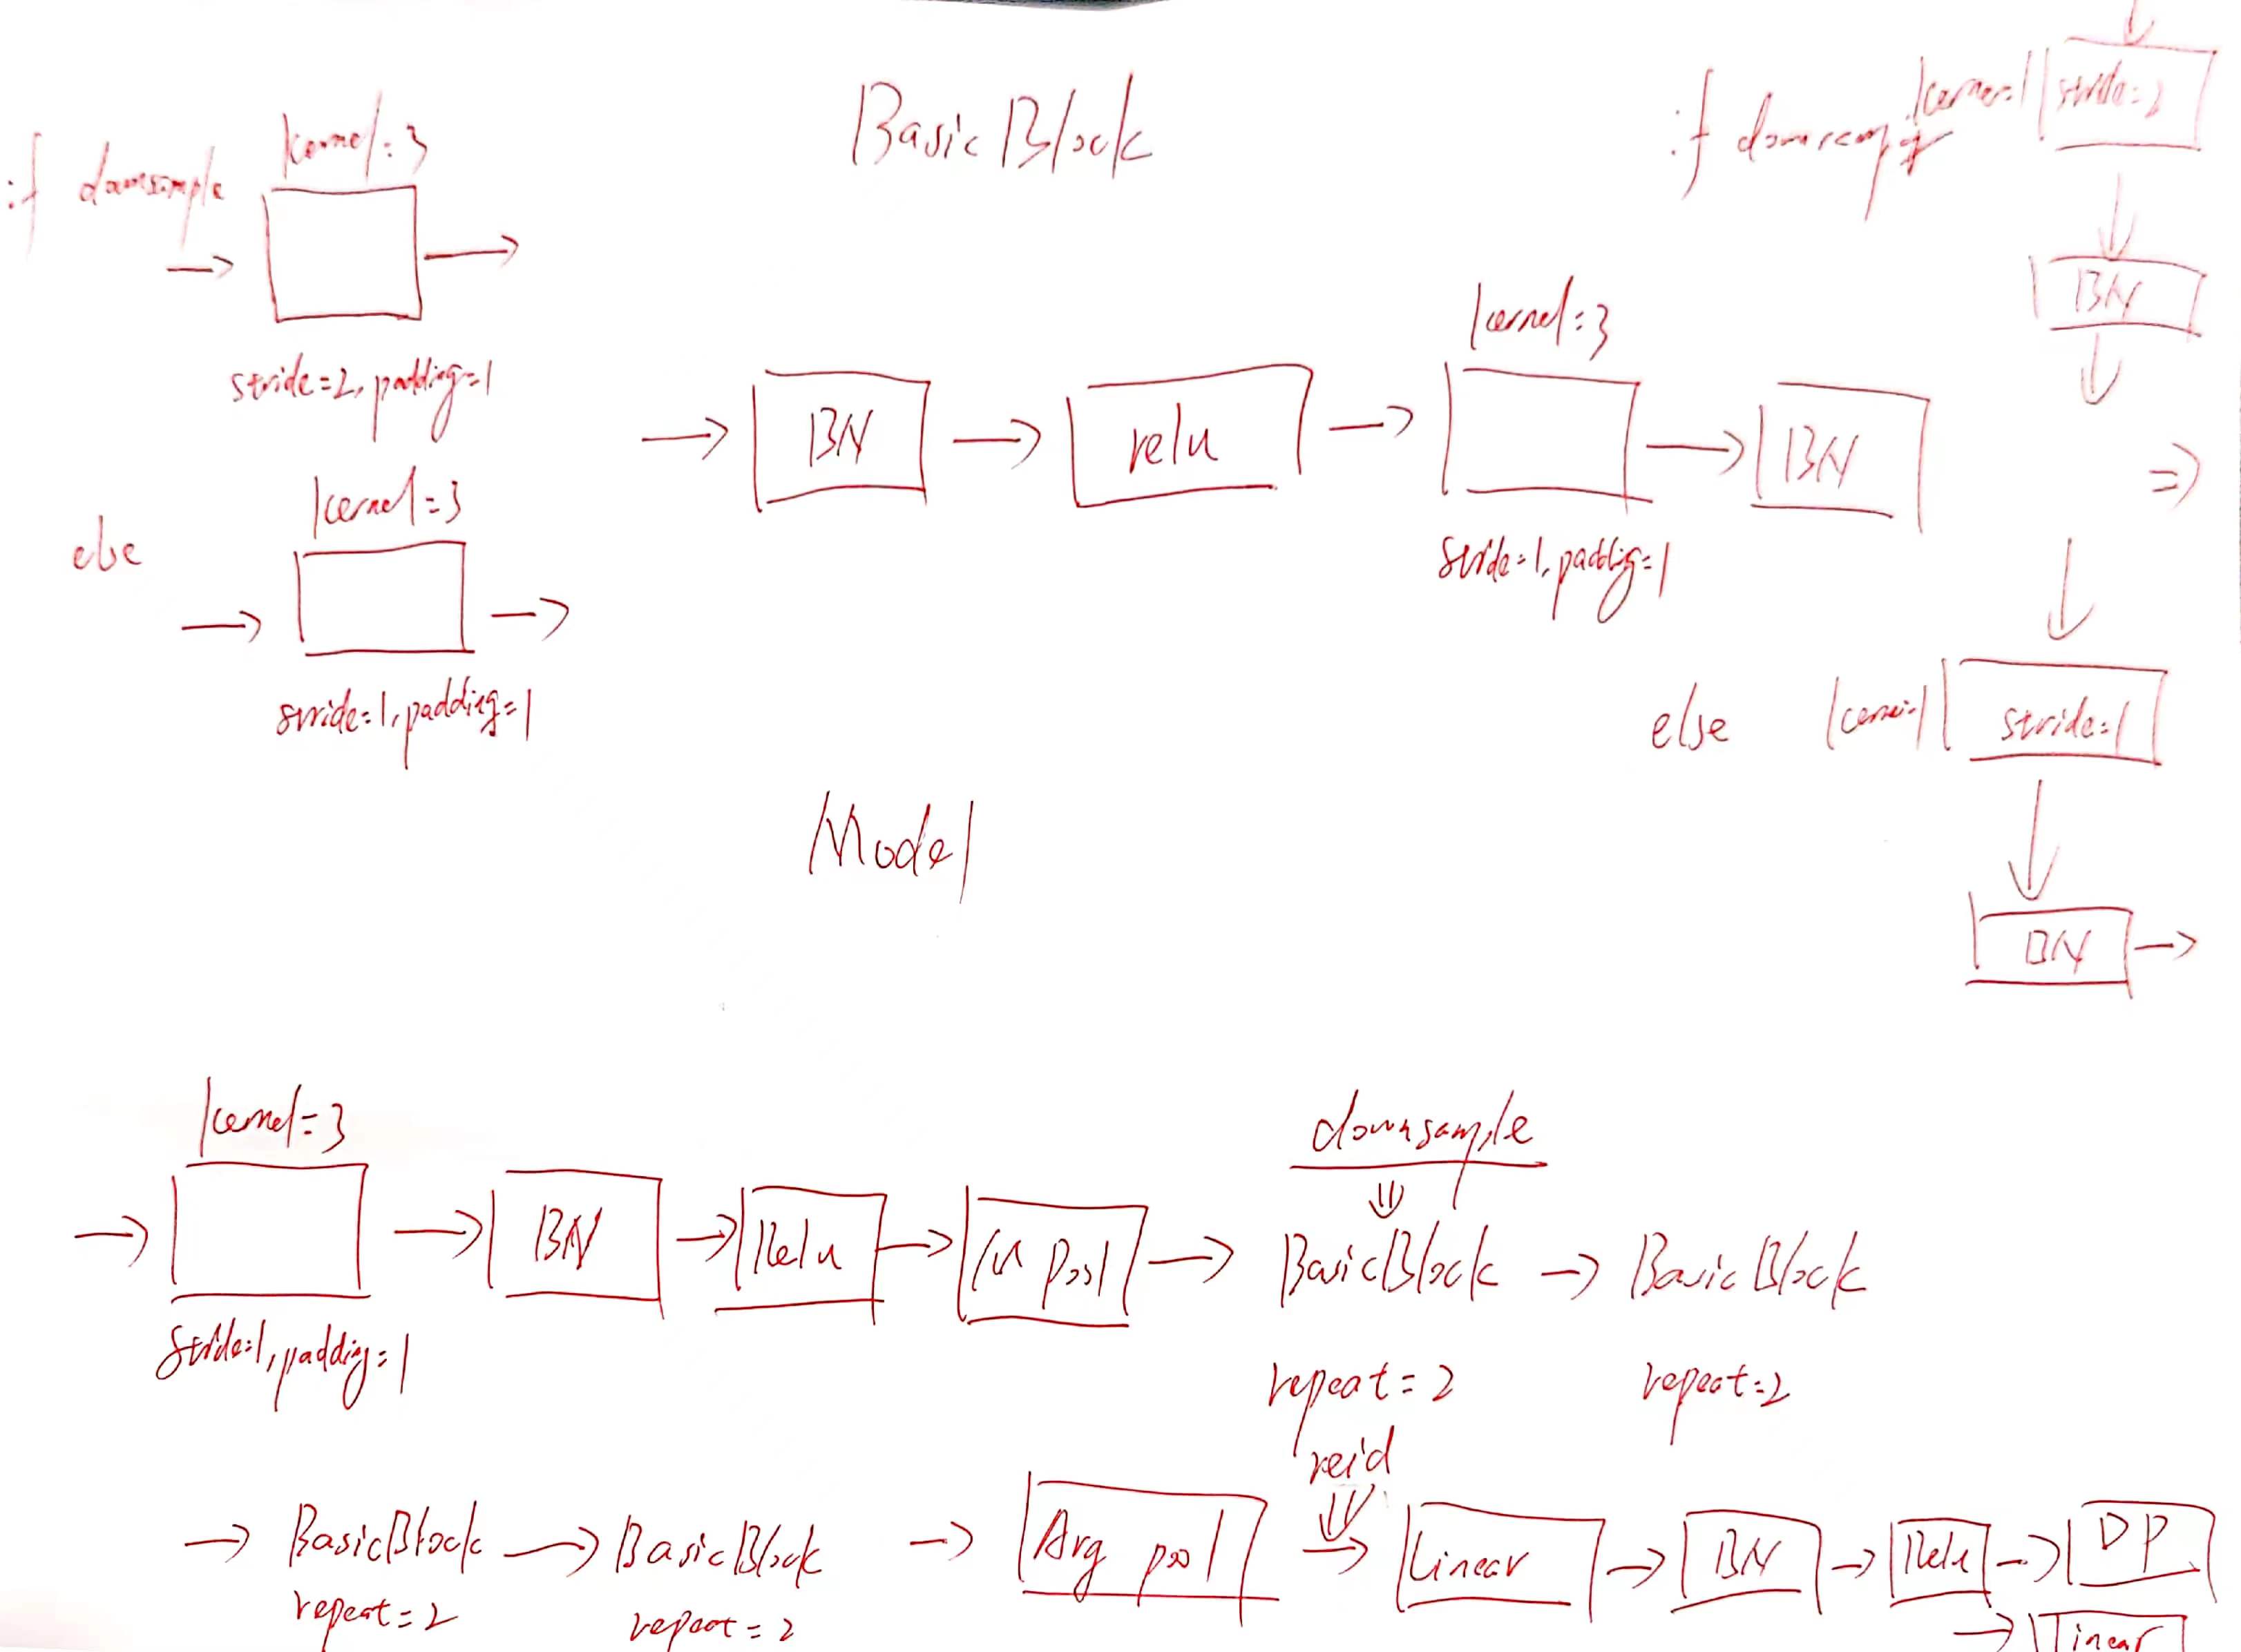 BasicBlock
if downsample
kernel=3
stride=2, padding=1
else
kernel=3
stride=1, padding=1
BN
relu
kernel=3
stride=1, padding=1
BN
if
kernel=1
stride=2
BN
else
kernel=1
stride=1
BN
Model
kernel=3
stride=1, padding=1
BN
Relu
Pool
downsample
BasicBlock
repeat=2
BasicBlock
repeat=2
BasicBlock
repeat=2
BasicBlock
repeat=2
Avg pool
reid
Linear
BN
Relu
DP
Linear